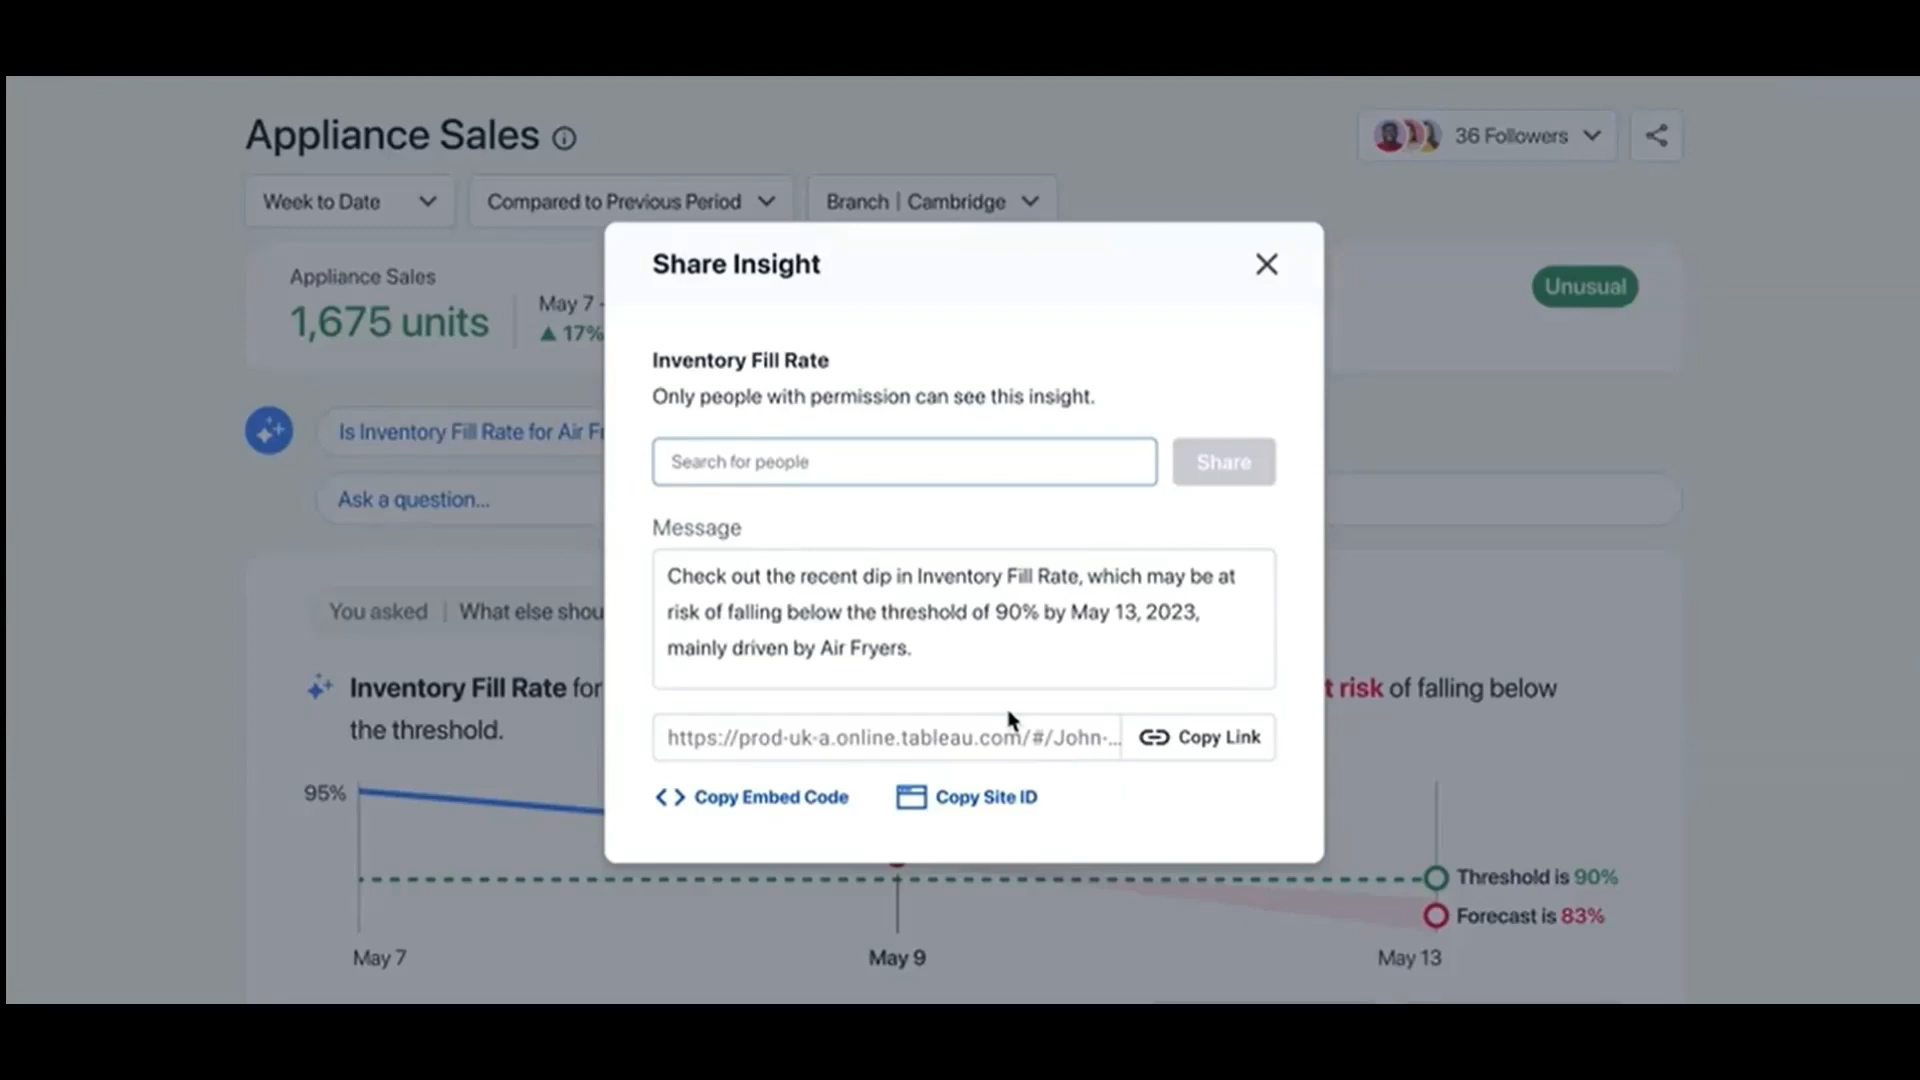 Appliance Sales
36 Followers
Week to Date
Compared to Previous Period
Branch | Cambridge
Share Insight
Appliance Sales
1,675 units
May 7 -
▲ 17%
Unusual
Inventory Fill Rate
Only people with permission can see this insight.
Is Inventory Fill Rate for Air
Search for people
Share
Ask a question...
Message
Check out the recent dip in Inventory Fill Rate, which may be at
risk of falling below the threshold of 90% by May 13, 2023,
mainly driven by Air Fryers.
You asked | What else shou
Inventory Fill Rate for
t risk of falling below
the threshold.
https://prod-uk-a.online.tableau.com/#/John-...
Copy Link
95%
Copy Embed Code
Copy Site ID
Threshold is 90%
Forecast is 83%
May 7
May 9
May 13